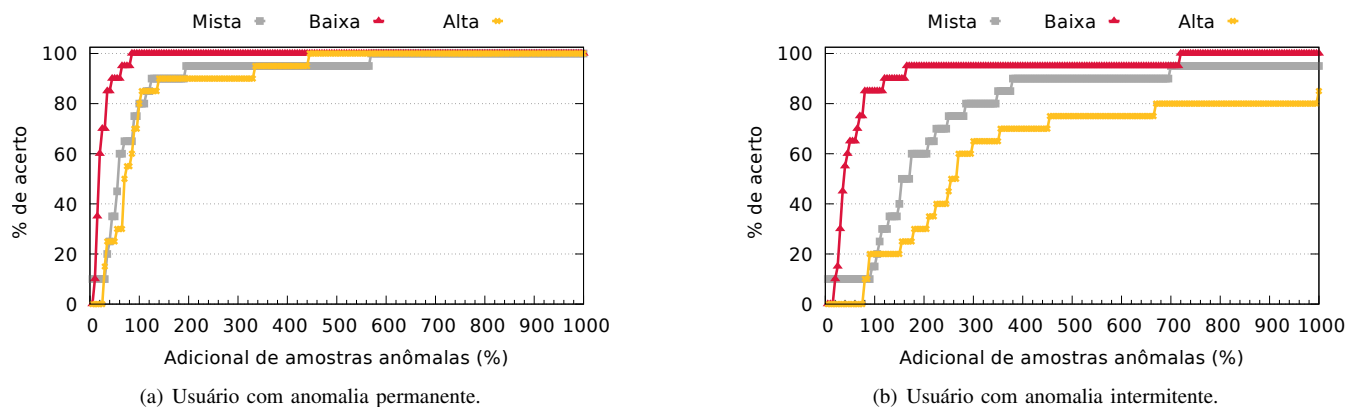 Mista Baixa Alta
100
80
60
40
20
0
% de acerto
0 100 200 300 400 500 600 700 800 900 1000
Adicional de amostras anômalas (%)
(a) Usuário com anomalia permanente.
Mista Baixa Alta
100
80
60
40
20
0
% de acerto
0 100 200 300 400 500 600 700 800 900 1000
Adicional de amostras anômalas (%)
(b) Usuário com anomalia intermitente.